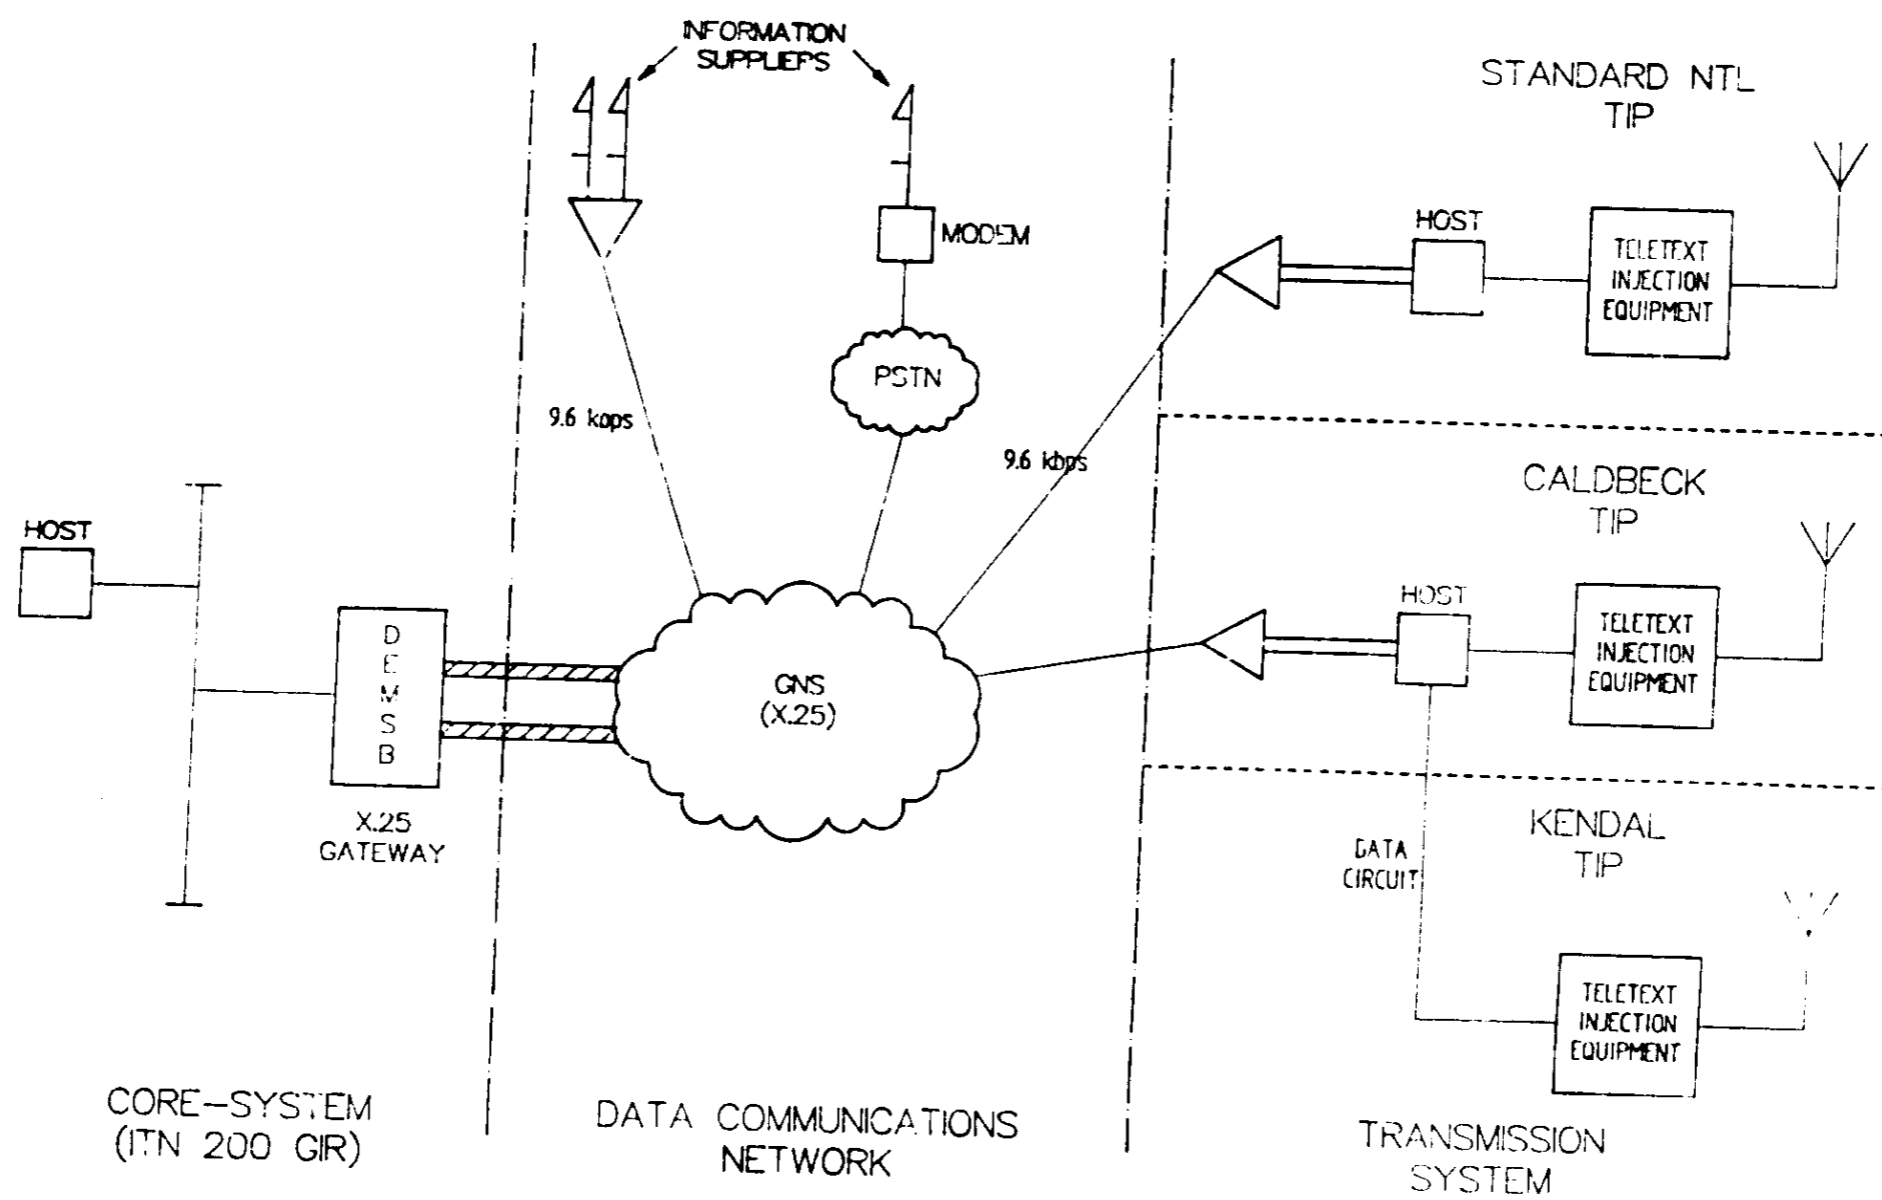 INFORMATION
SUPPLIERS
MODEM
PSTN
9.6 kbps
9.6 kbps
GNS
(X.25)
HOST
D
E
M
S
B
X.25
GATEWAY
STANDARD NTL
TIP
HOST
TELETEXT
INJECTION
EQUIPMENT
CALDBECK
TIP
HOST
TELETEXT
INJECTION
EQUIPMENT
KENDAL
TIP
DATA
CIRCUIT
TELETEXT
INJECTION
EQUIPMENT
CORE-SYSTEM
(ITN 200 GIR)
DATA COMMUNICATIONS
NETWORK
TRANSMISSION
SYSTEM